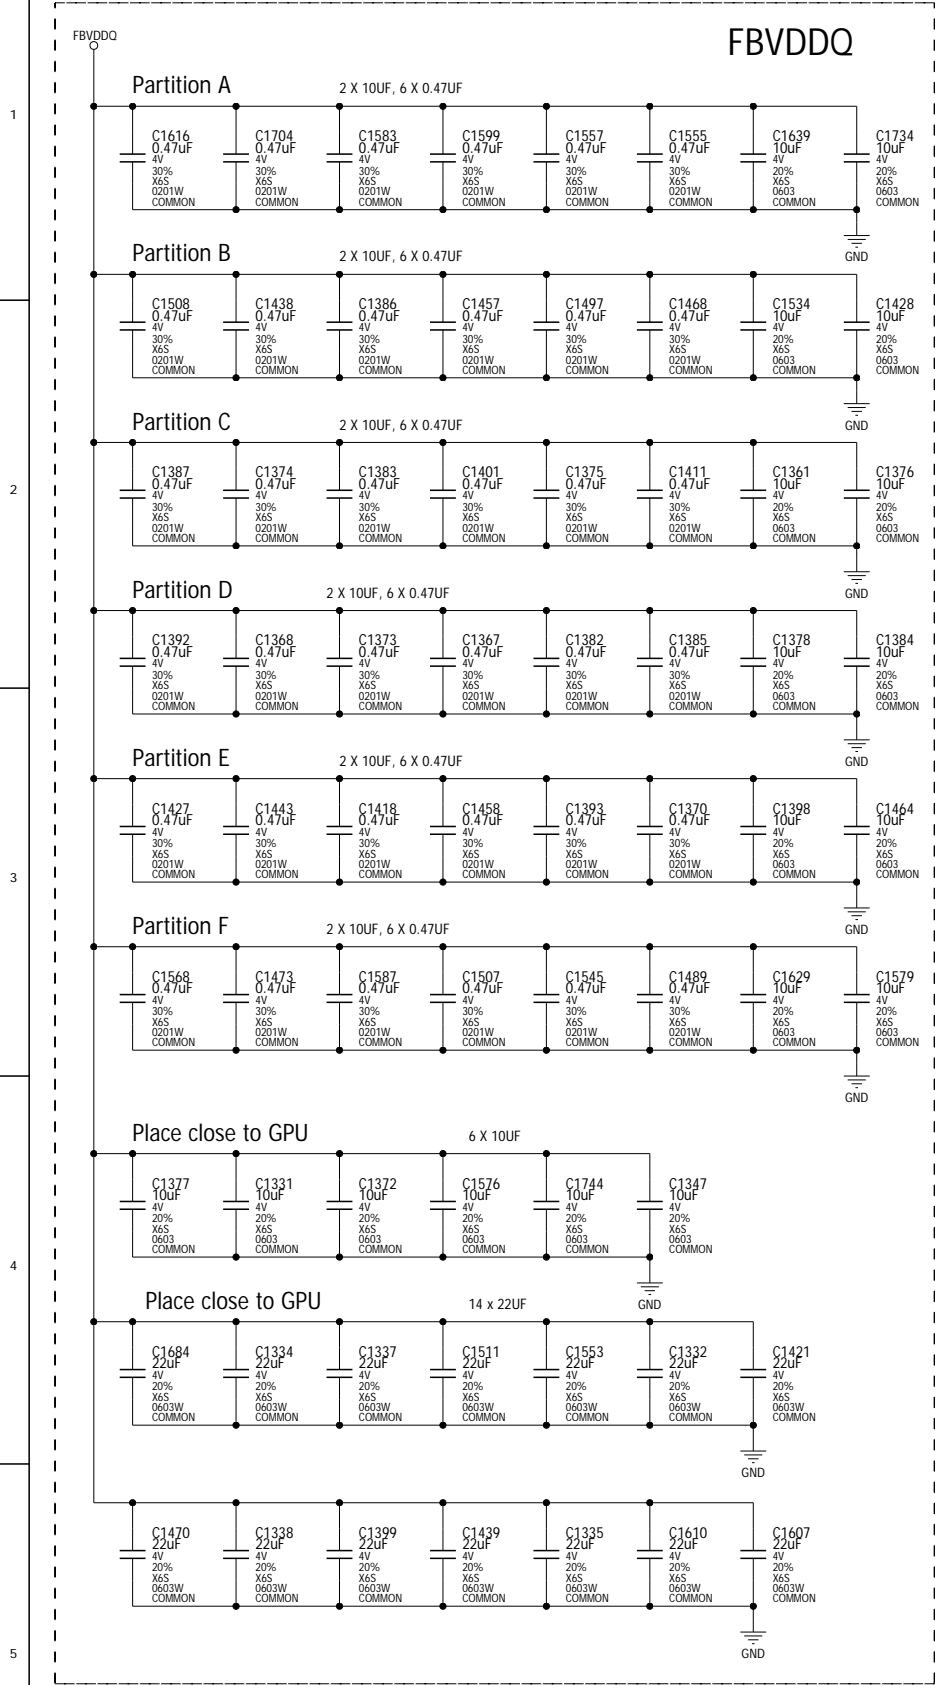 FBVDDQ
FBVDDQ
Partition A
2 X 10UF, 6 X 0.47UF
1
C1616 C1704 C1583 C1599 C1557 C1555 C1639 C1734
0.47uF 0.47uF 0.47uF 0.47uF 0.47uF 0.47uF 10uF 10uF
4V 4V 4V 4V 4V 4V 4V 4V
30% 30% 30% 30% 30% 30% 20% 20%
X6S X6S X6S X6S X6S X6S X6S X6S
0201W 0201W 0201W 0201W 0201W 0201W 0603 0603
COMMON COMMON COMMON COMMON COMMON COMMON COMMON COMMON
GND
Partition B
2 X 10UF, 6 X 0.47UF
C1508 C1438 C1386 C1457 C1497 C1468 C1534 C1428
0.47uF 0.47uF 0.47uF 0.47uF 0.47uF 0.47uF 10uF 10uF
4V 4V 4V 4V 4V 4V 4V 4V
30% 30% 30% 30% 30% 30% 20% 20%
X6S X6S X6S X6S X6S X6S X6S X6S
0201W 0201W 0201W 0201W 0201W 0201W 0603 0603
COMMON COMMON COMMON COMMON COMMON COMMON COMMON COMMON
GND
Partition C
2 X 10UF, 6 X 0.47UF
2
C1387 C1374 C1383 C1401 C1375 C1411 C1361 C1376
0.47uF 0.47uF 0.47uF 0.47uF 0.47uF 0.47uF 10uF 10uF
4V 4V 4V 4V 4V 4V 4V 4V
30% 30% 30% 30% 30% 30% 20% 20%
X6S X6S X6S X6S X6S X6S X6S X6S
0201W 0201W 0201W 0201W 0201W 0201W 0603 0603
COMMON COMMON COMMON COMMON COMMON COMMON COMMON COMMON
GND
Partition D
2 X 10UF, 6 X 0.47UF
C1392 C1368 C1373 C1367 C1382 C1385 C1378 C1384
0.47uF 0.47uF 0.47uF 0.47uF 0.47uF 0.47uF 10uF 10uF
4V 4V 4V 4V 4V 4V 4V 4V
30% 30% 30% 30% 30% 30% 20% 20%
X6S X6S X6S X6S X6S X6S X6S X6S
0201W 0201W 0201W 0201W 0201W 0201W 0603 0603
COMMON COMMON COMMON COMMON COMMON COMMON COMMON COMMON
GND
Partition E
2 X 10UF, 6 X 0.47UF
C1427 C1443 C1418 C1458 C1393 C1370 C1398 C1464
0.47uF 0.47uF 0.47uF 0.47uF 0.47uF 0.47uF 10uF 10uF
4V 4V 4V 4V 4V 4V 4V 4V
30% 30% 30% 30% 30% 30% 20% 20%
X6S X6S X6S X6S X6S X6S X6S X6S
0201W 0201W 0201W 0201W 0201W 0201W 0603 0603
COMMON COMMON COMMON COMMON COMMON COMMON COMMON COMMON
3
GND
Partition F
2 X 10UF, 6 X 0.47UF
C1568 C1473 C1587 C1507 C1545 C1489 C1629 C1579
0.47uF 0.47uF 0.47uF 0.47uF 0.47uF 0.47uF 10uF 10uF
4V 4V 4V 4V 4V 4V 4V 4V
30% 30% 30% 30% 30% 30% 20% 20%
X6S X6S X6S X6S X6S X6S X6S X6S
0201W 0201W 0201W 0201W 0201W 0201W 0603 0603
COMMON COMMON COMMON COMMON COMMON COMMON COMMON COMMON
GND
Place close to GPU
6 X 10UF
C1377 C1331 C1372 C1576 C1744 C1347
10uF 10uF 10uF 10uF 10uF 10uF
4V 4V 4V 4V 4V 4V
20% 20% 20% 20% 20% 20%
X6S X6S X6S X6S X6S X6S
0603 0603 0603 0603 0603 0603
COMMON COMMON COMMON COMMON COMMON COMMON
4
GND
Place close to GPU
14 x 22UF
C1684 C1334 C1337 C1511 C1553 C1332 C1421
22uF 22uF 22uF 22uF 22uF 22uF 22uF
4V 4V 4V 4V 4V 4V 4V
20% 20% 20% 20% 20% 20% 20%
X6S X6S X6S X6S X6S X6S X6S
0603W 0603W 0603W 0603W 0603W 0603W 0603W
COMMON COMMON COMMON COMMON COMMON COMMON COMMON
GND
C1470 C1338 C1399 C1439 C1335 C1610 C1607
22uF 22uF 22uF 22uF 22uF 22uF 22uF
4V 4V 4V 4V 4V 4V 4V
20% 20% 20% 20% 20% 20% 20%
X6S X6S X6S X6S X6S X6S X6S
0603W 0603W 0603W 0603W 0603W 0603W 0603W
COMMON COMMON COMMON COMMON COMMON COMMON COMMON
5
GND